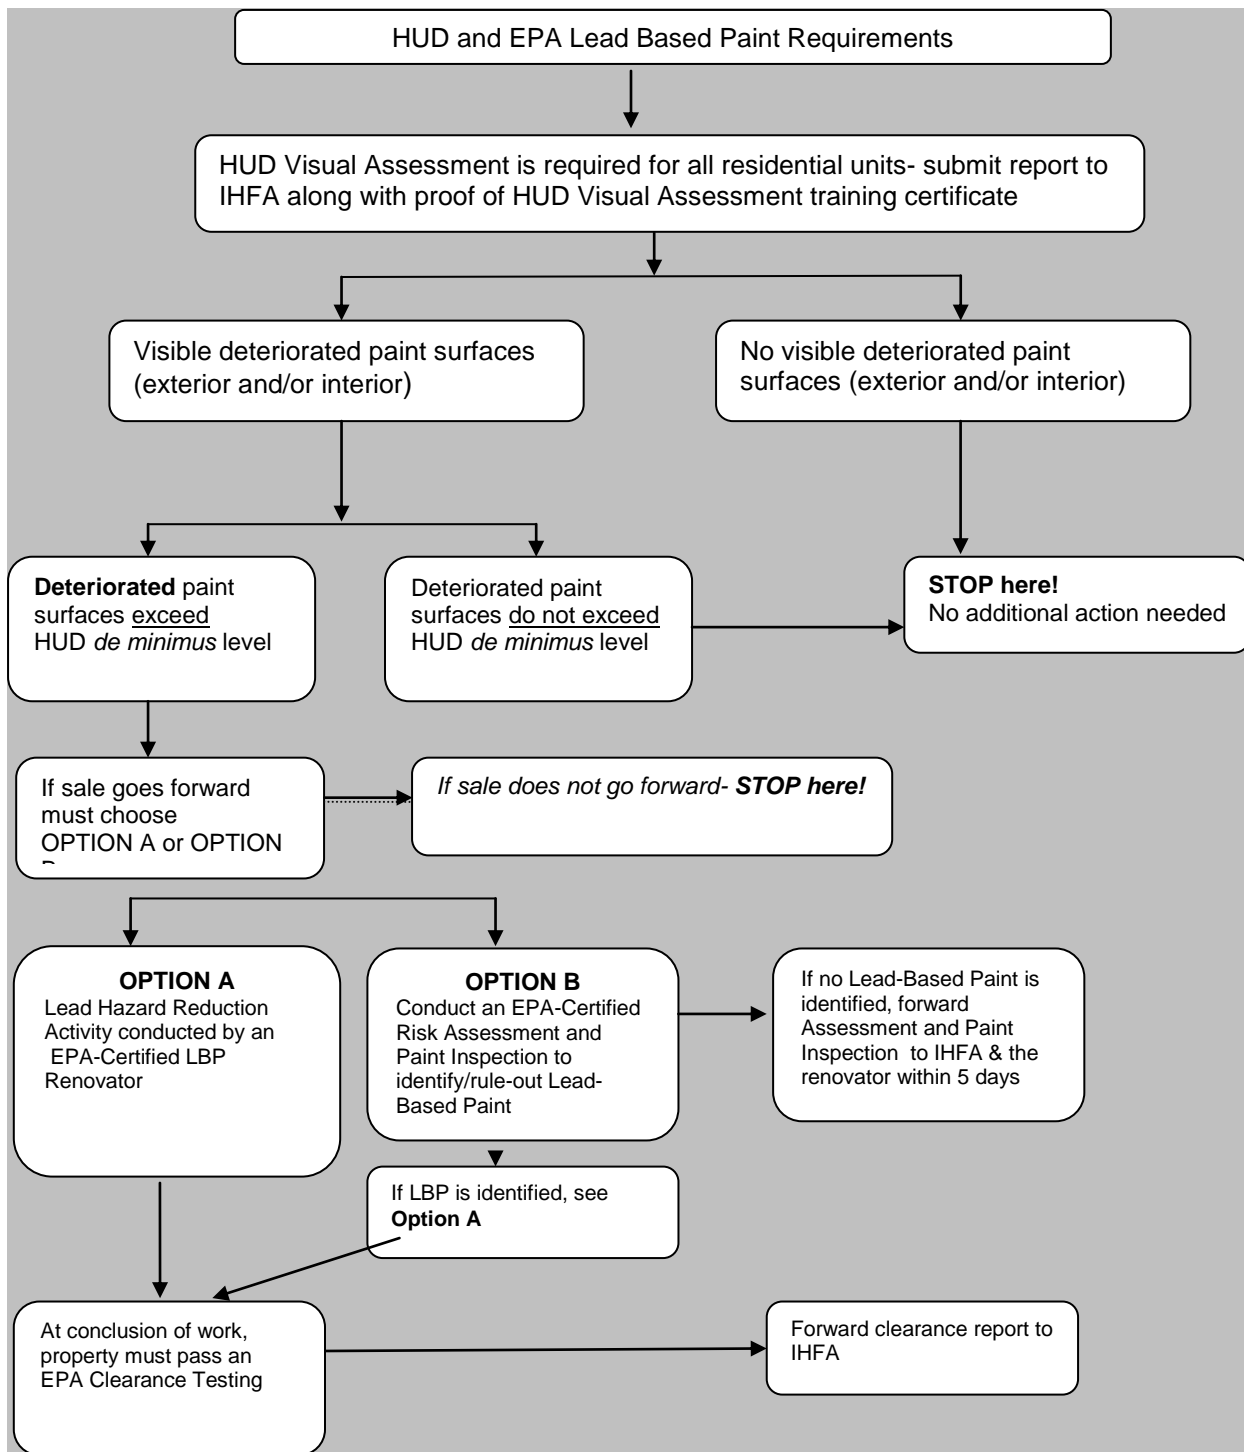 HUD and EPA Lead Based Paint Requirements
HUD Visual Assessment is required for all residential units- submit report to
IHFA along with proof of HUD Visual Assessment training certificate
Visible deteriorated paint surfaces
(exterior and/or interior)
No visible deteriorated paint
surfaces (exterior and/or interior)
Deteriorated paint
surfaces exceed
HUD de minimus level
Deteriorated paint
surfaces do not exceed
HUD de minimus level
STOP here!
No additional action needed
If sale goes forward
must choose
OPTION A or OPTION
If sale does not go forward- STOP here!
OPTION A
Lead Hazard Reduction
Activity conducted by an
EPA-Certified LBP
Renovator
OPTION B
Conduct an EPA-Certified
Risk Assessment and
Paint Inspection to
identify/rule-out Lead-
Based Paint
If no Lead-Based Paint is
identified, forward
Assessment and Paint
Inspection to IHFA & the
renovator within 5 days
If LBP is identified, see
Option A
At conclusion of work,
property must pass an
EPA Clearance Testing
Forward clearance report to
IHFA